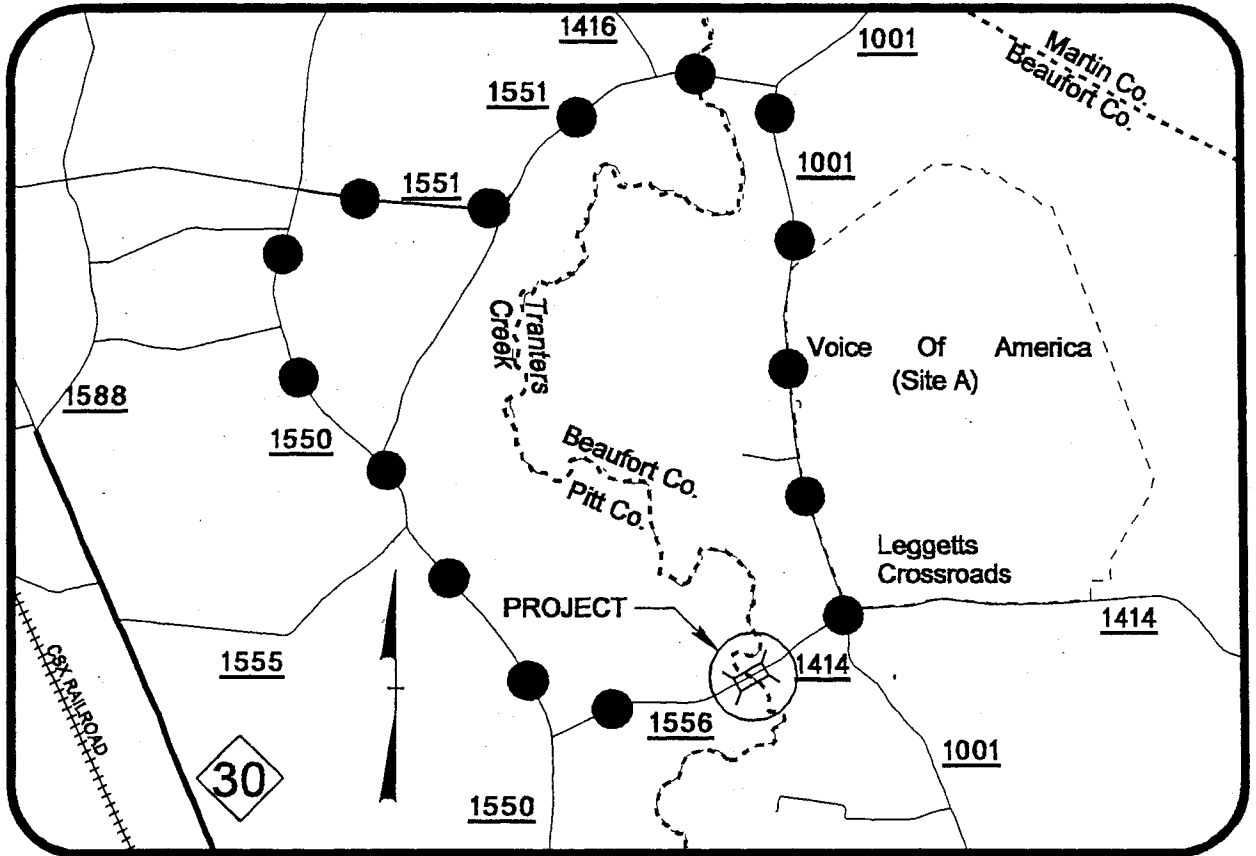 1416
1001
Martin Co.
Beaufort Co.
1551
1001
1551
Tranters
Creek
Voice Of America
(Site A)
1588
1550
Beaufort Co.
Pitt Co.
Leggetts
Crossroads
PROJECT
1414
1414
1555
CSX RAILROAD
1556
30
1001
1550